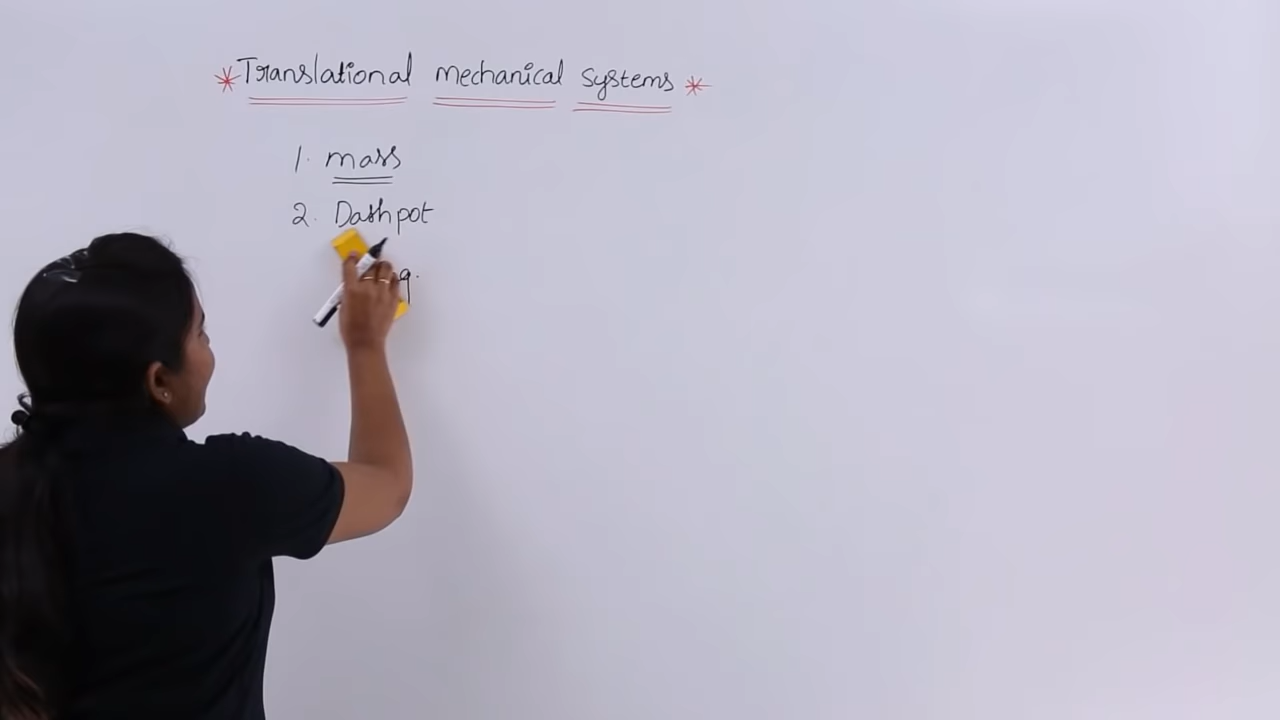 * Translational mechanical systems *
1. mass
2. Dashpot